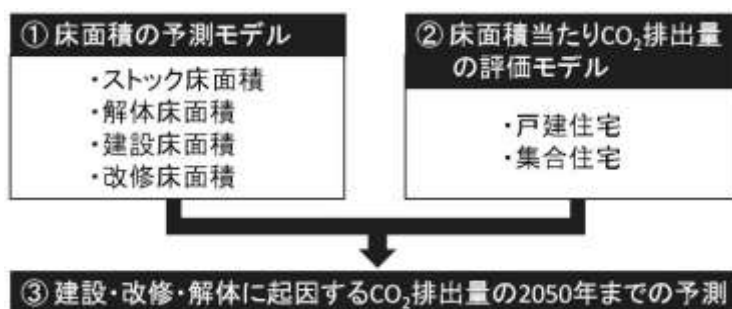 ① 床面積の予測モデル
・ストック床面積
・解体床面積
・建設床面積
・改修床面積
② 床面積当たりCO₂排出量
の評価モデル
・戸建住宅
・集合住宅
③ 建設・改修・解体に起因するCO₂排出量の2050年までの予測